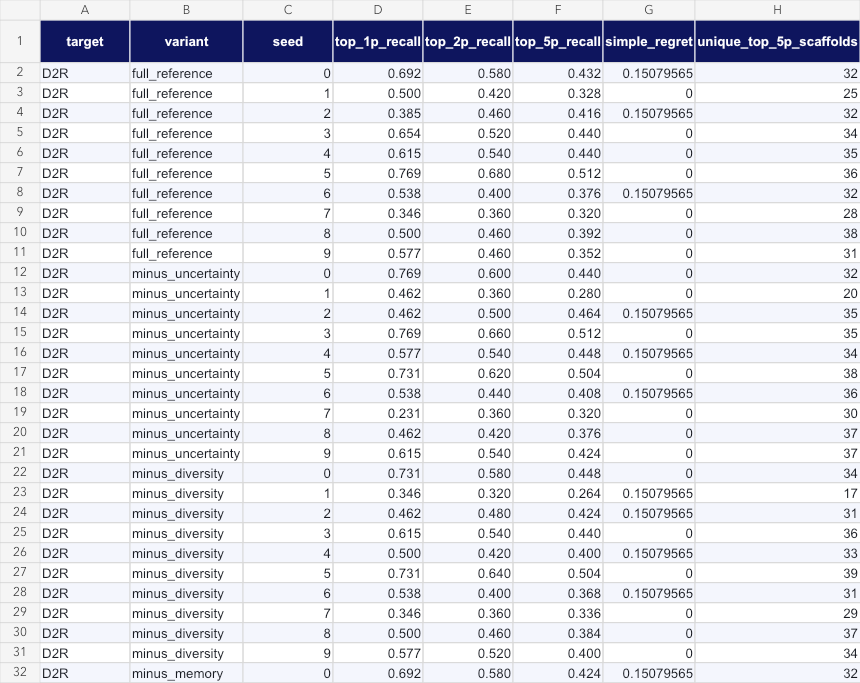 A B C D E F G H
1 target variant seed top_1p_recall top_2p_recall top_5p_recall simple_regret unique_top_5p_scaffolds
2 D2R full_reference 0 0.692 0.580 0.432 0.15079565 32
3 D2R full_reference 1 0.500 0.420 0.328 0 25
4 D2R full_reference 2 0.385 0.460 0.416 0.15079565 32
5 D2R full_reference 3 0.654 0.520 0.440 0 34
6 D2R full_reference 4 0.615 0.540 0.440 0 35
7 D2R full_reference 5 0.769 0.680 0.512 0 36
8 D2R full_reference 6 0.538 0.400 0.376 0.15079565 32
9 D2R full_reference 7 0.346 0.360 0.320 0 28
10 D2R full_reference 8 0.500 0.460 0.392 0 38
11 D2R full_reference 9 0.577 0.460 0.352 0 31
12 D2R minus_uncertainty 0 0.769 0.600 0.440 0 32
13 D2R minus_uncertainty 1 0.462 0.360 0.280 0 20
14 D2R minus_uncertainty 2 0.462 0.500 0.464 0.15079565 35
15 D2R minus_uncertainty 3 0.769 0.660 0.512 0 35
16 D2R minus_uncertainty 4 0.577 0.540 0.448 0.15079565 34
17 D2R minus_uncertainty 5 0.731 0.620 0.504 0 38
18 D2R minus_uncertainty 6 0.538 0.440 0.408 0.15079565 36
19 D2R minus_uncertainty 7 0.231 0.360 0.320 0 30
20 D2R minus_uncertainty 8 0.462 0.420 0.376 0 37
21 D2R minus_uncertainty 9 0.615 0.540 0.424 0 37
22 D2R minus_diversity 0 0.731 0.580 0.448 0 34
23 D2R minus_diversity 1 0.346 0.320 0.264 0.15079565 17
24 D2R minus_diversity 2 0.462 0.480 0.424 0.15079565 31
25 D2R minus_diversity 3 0.615 0.540 0.440 0 36
26 D2R minus_diversity 4 0.500 0.420 0.400 0.15079565 33
27 D2R minus_diversity 5 0.731 0.640 0.504 0 39
28 D2R minus_diversity 6 0.538 0.400 0.368 0.15079565 31
29 D2R minus_diversity 7 0.346 0.360 0.336 0 29
30 D2R minus_diversity 8 0.500 0.460 0.384 0 37
31 D2R minus_diversity 9 0.577 0.520 0.400 0 34
32 D2R minus_memory 0 0.692 0.580 0.424 0.15079565 32